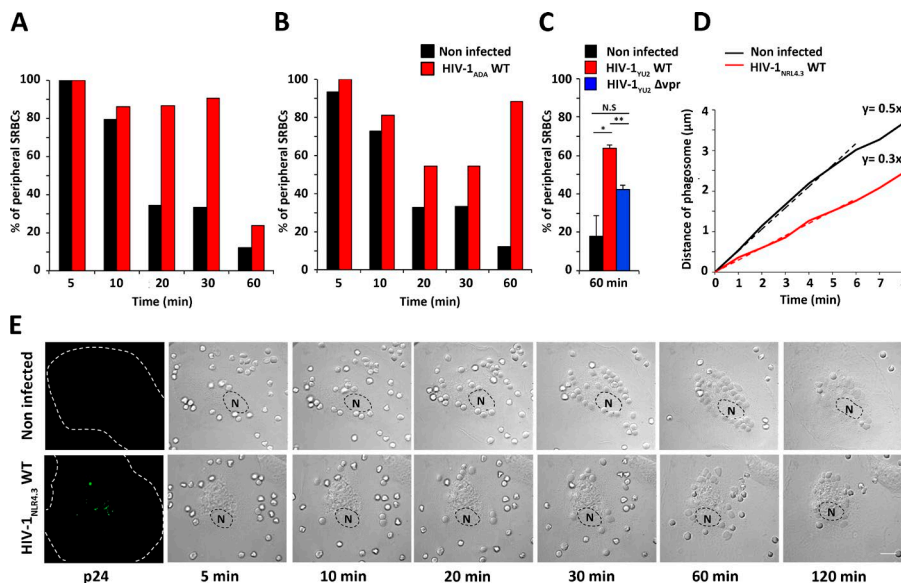 A
B
C
D
Non infected
HIV-1ADA WT
Non infected
HIV-1YU2 WT
HIV-1YU2 Δvpr
Non infected
HIV-1NRL4.3 WT
% of peripheral SRBCs
100
80
60
40
20
0
5 10 20 30 60
Time (min)
% of peripheral SRBCs
100
80
60
40
20
0
5 10 20 30 60
Time (min)
% of peripheral SRBCs
100
80
60
40
20
0
N.S
* **
60 min
Distance of phagosome (μm)
4
3
2
1
0
y= 0.5x
y= 0.3x
0 1 2 3 4 5 6 7
Time (min)
E
Non infected
N N N N N N
HIV-1NLR4.3 WT
N N N N N N
p24 5 min 10 min 20 min 30 min 60 min 120 min